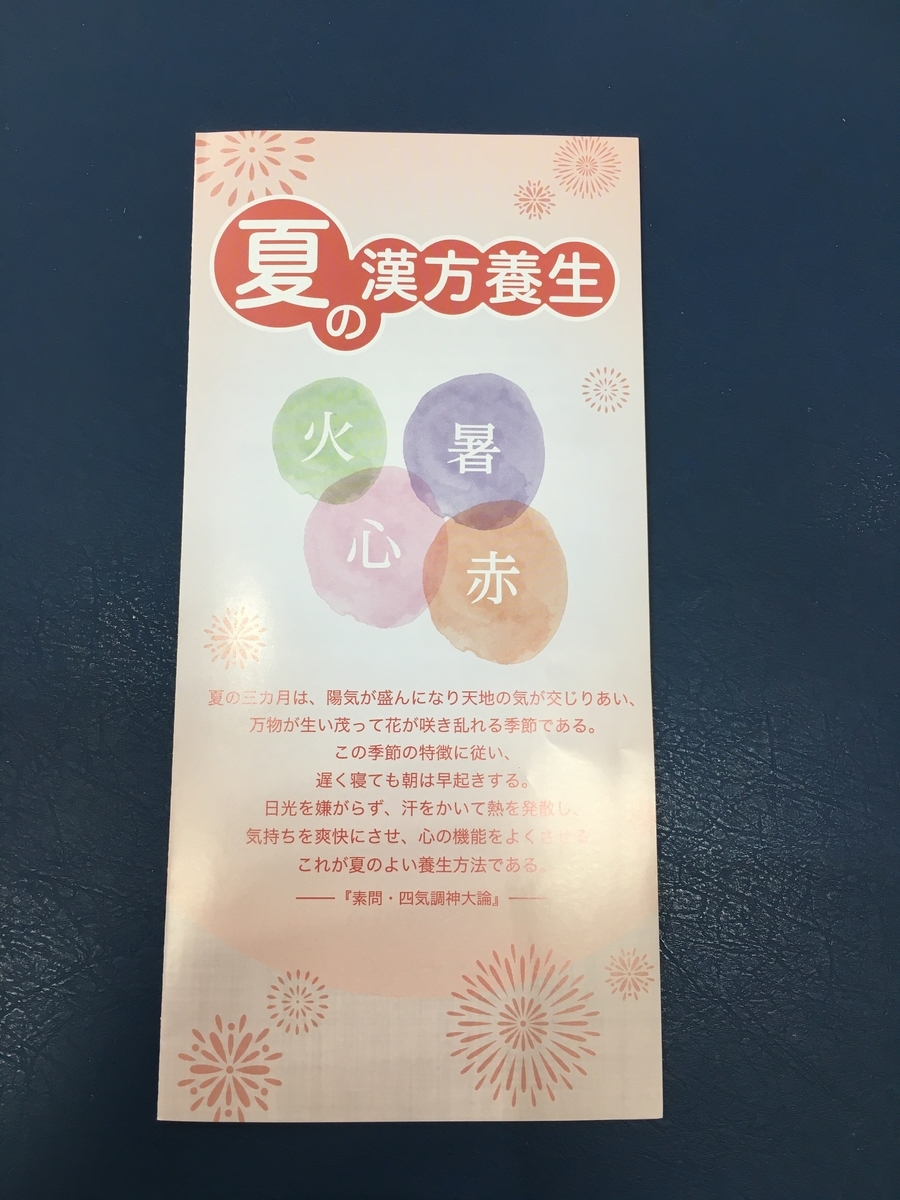 夏の漢方養生
火
暑
心
赤
夏の三カ月は、陽気が盛んになり天地の気が交じりあい、
万物が生い茂って花が咲き乱れる季節である。
この季節の特徴に従い、
遅く寝ても朝は早起きする。
日光を嫌がらず、汗をかいて熱を発散し、
気持ちを爽快にさせ、心の機能をよくさせる
これが夏のよい養生方法である。
――『素問・四気調神大論』――